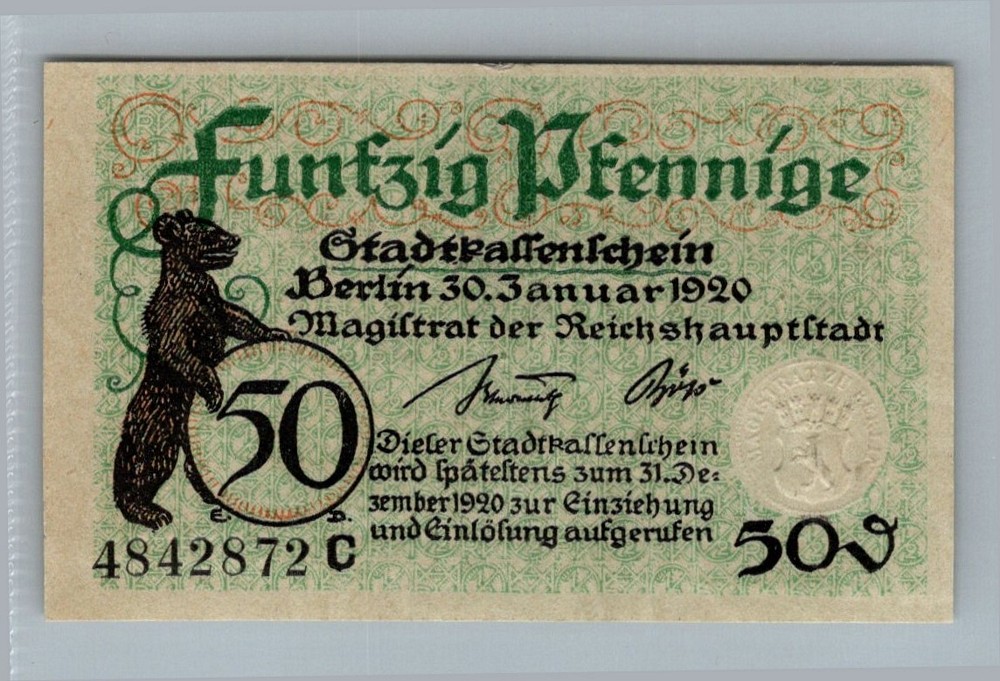 Funfzig Pfennige
Stadtkassenschein
Berlin 30. Januar 1920
Magistrat der Reichshauptstadt
50
Dieser Stadtkassenschein
wird spätestens zum 31. De-
zember 1920 zur Einziehung
und Einlösung aufgerufen
E. D.
4842872 C
50 ₰